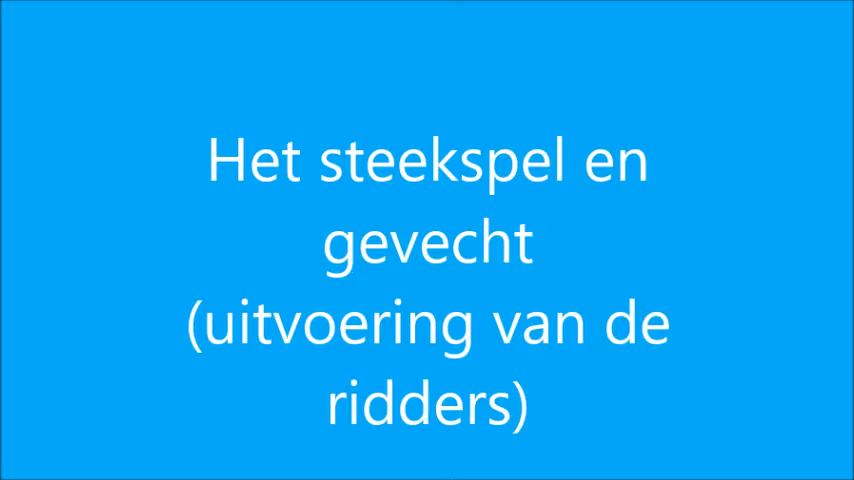 Het steekspel en
gevecht
(uitvoering van de
ridders)